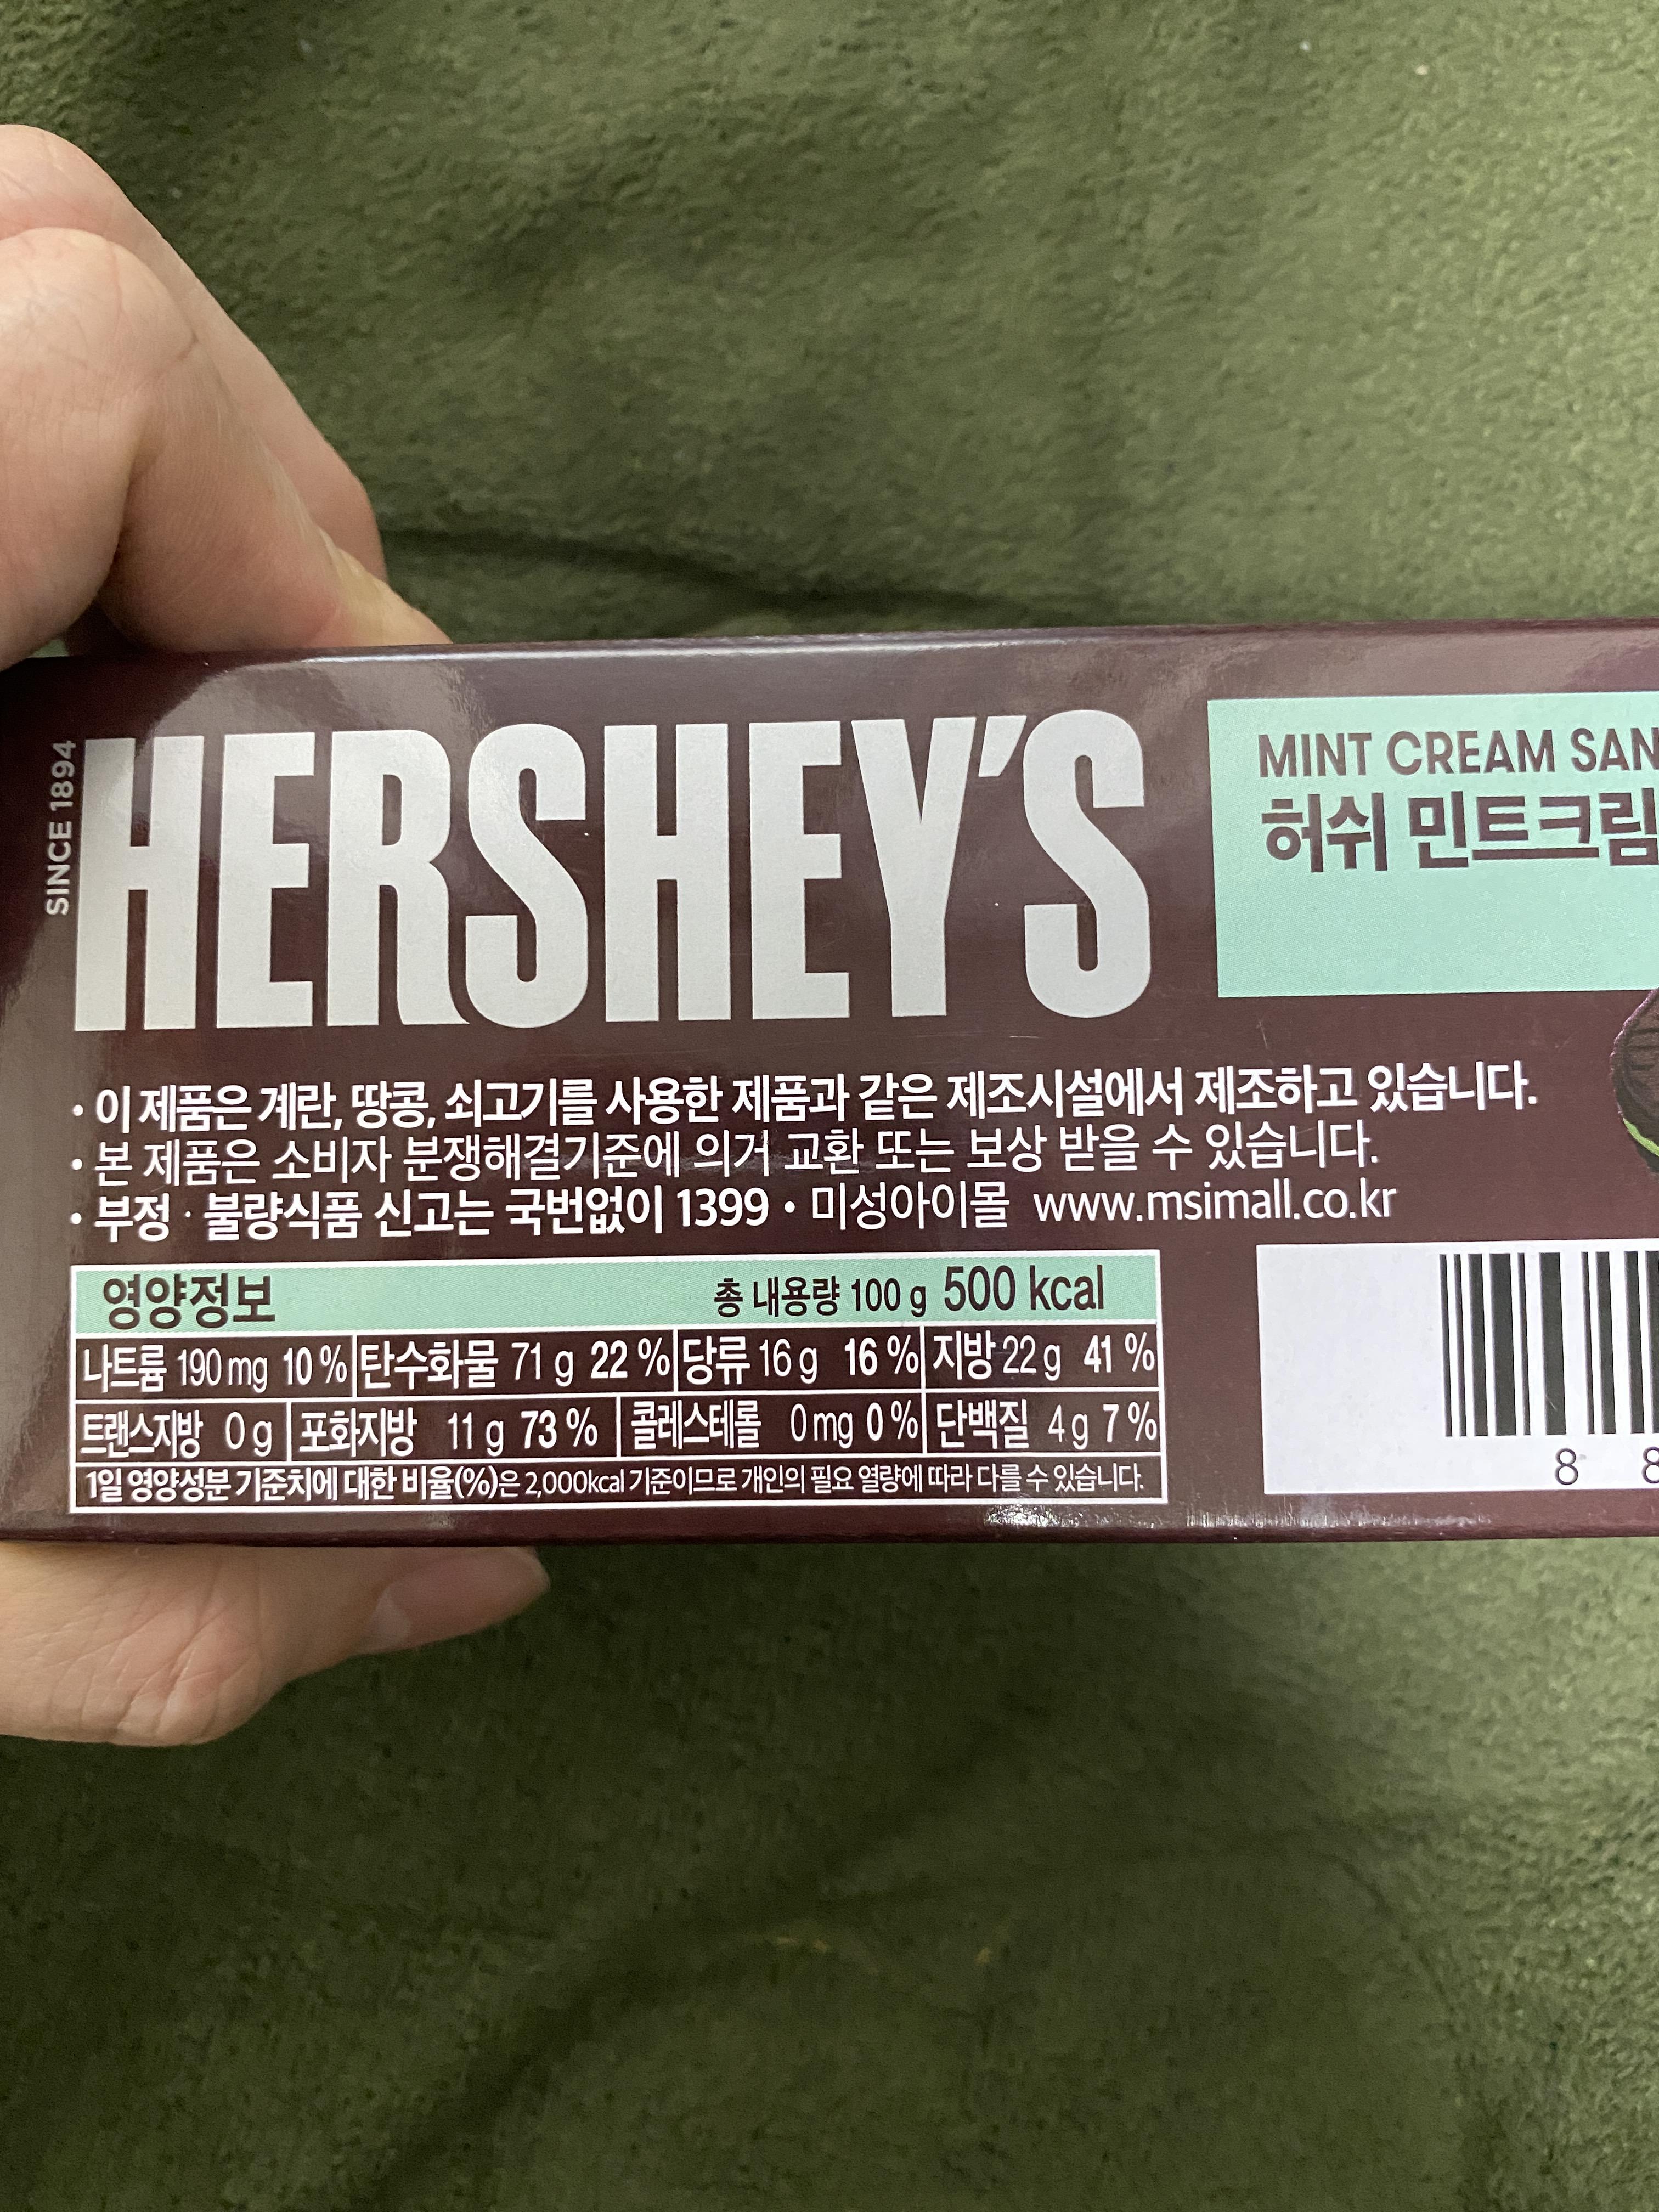 SINCE 1894
HERSHEY'S
MINT CREAM SAN
허쉬 민트크림
• 이 제품은 계란, 땅콩, 쇠고기를 사용한 제품과 같은 제조시설에서 제조하고 있습니다.
• 본 제품은 소비자 분쟁해결기준에 의거 교환 또는 보상 받을 수 있습니다.
• 부정 · 불량식품 신고는 국번없이 1399 • 미성아이몰 www.msimall.co.kr
영양정보 총 내용량 100 g 500 kcal
나트륨 190 mg 10 % 탄수화물 71 g 22 % 당류 16 g 16 % 지방 22 g 41 %
트랜스지방 0 g 포화지방 11 g 73 % 콜레스테롤 0 mg 0 % 단백질 4 g 7 %
1일 영양성분 기준치에 대한 비율(%)은 2,000kcal 기준이므로 개인의 필요 열량에 따라 다를 수 있습니다.
8 8